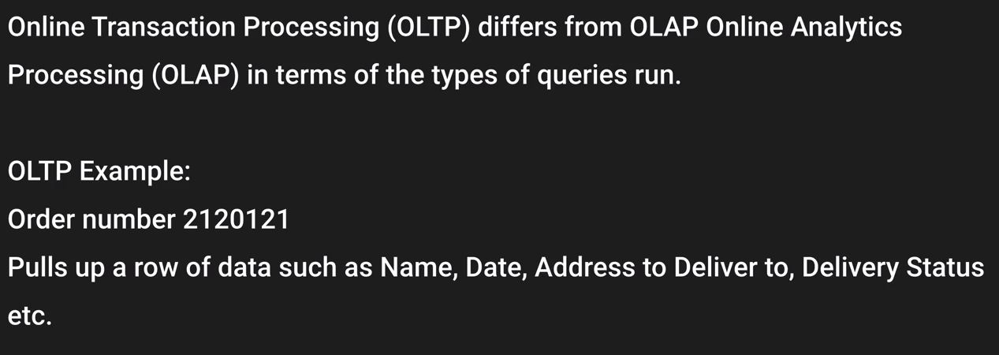 Online Transaction Processing (OLTP) differs from OLAP Online Analytics
Processing (OLAP) in terms of the types of queries run.
OLTP Example:
Order number 2120121
Pulls up a row of data such as Name, Date, Address to Deliver to, Delivery Status
etc.